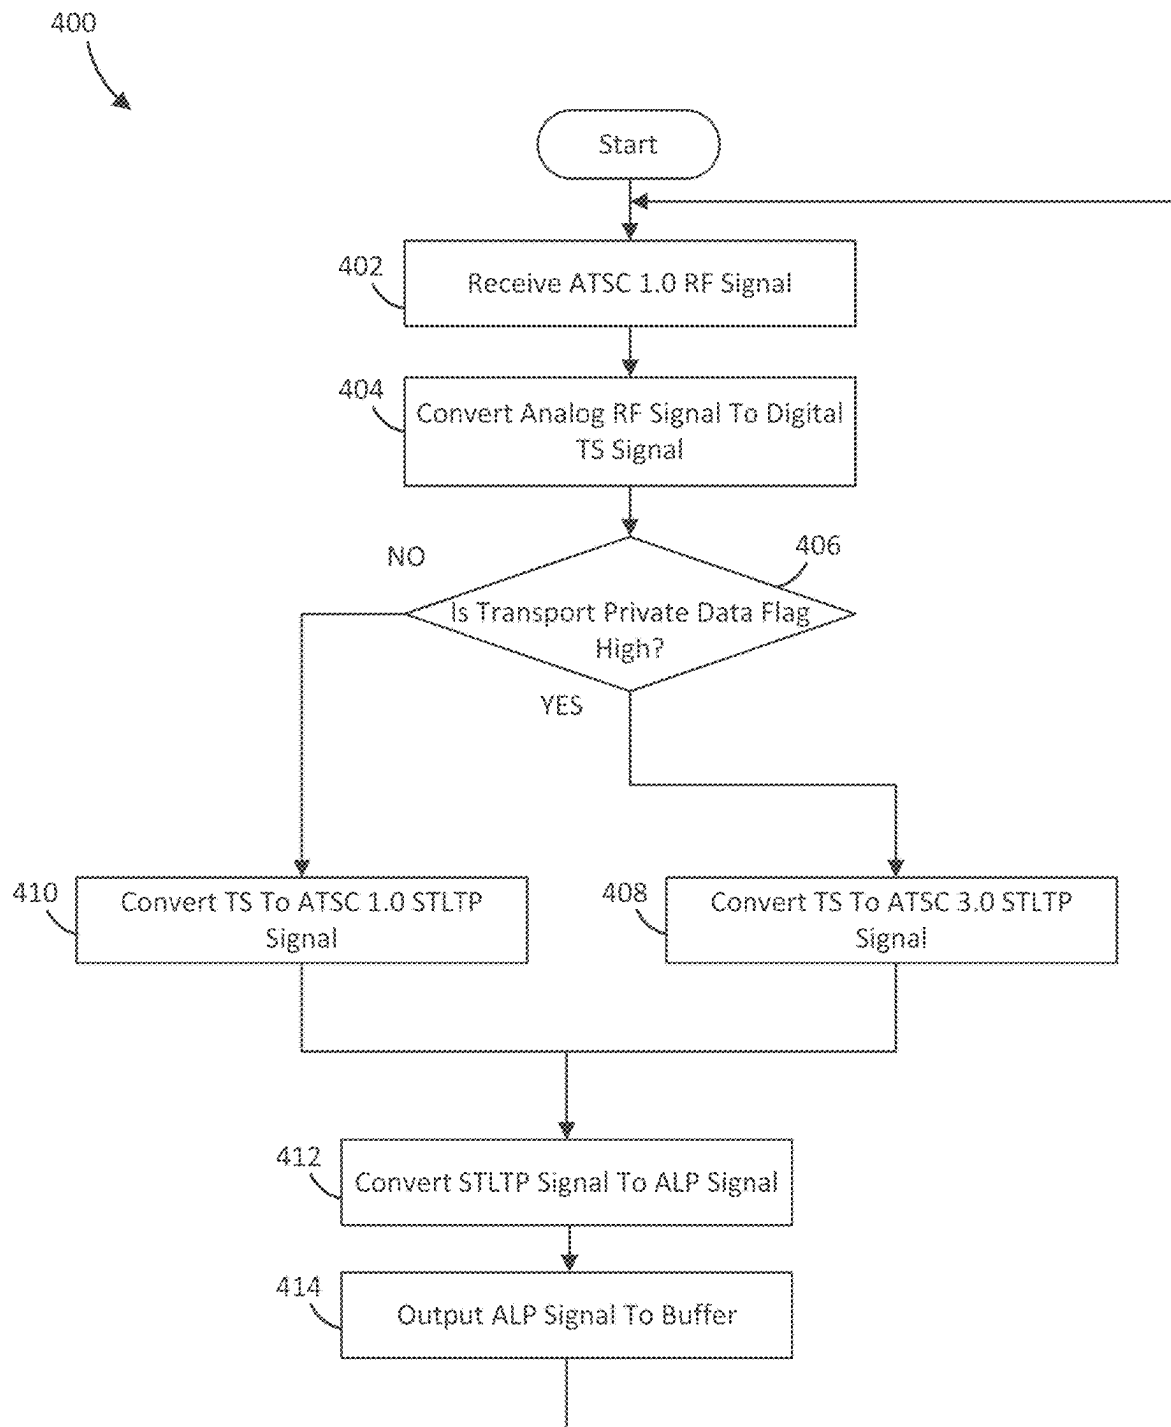 400
Start
402
Receive ATSC 1.0 RF Signal
404
Convert Analog RF Signal To Digital
TS Signal
NO
406
Is Transport Private Data Flag
High?
YES
410
Convert TS To ATSC 1.0 STLTP
Signal
408
Convert TS To ATSC 3.0 STLTP
Signal
412
Convert STLTP Signal To ALP Signal
414
Output ALP Signal To Buffer